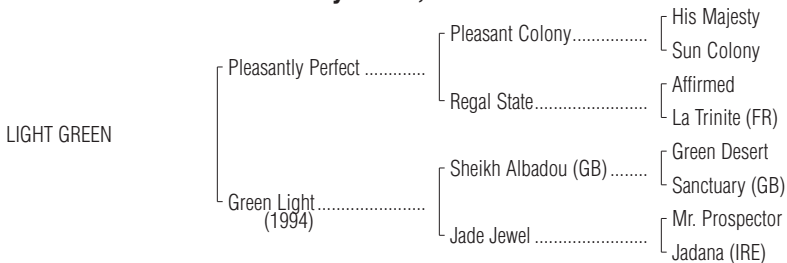 His Majesty
Pleasant Colony................
Sun Colony
Pleasantly Perfect .............
Affirmed
Regal State........................
La Trinite (FR)
LIGHT GREEN
Green Desert
Sheikh Albadou (GB)........
Sanctuary (GB)
Green Light.......................
(1994)
Mr. Prospector
Jade Jewel ........................
Jadana (IRE)